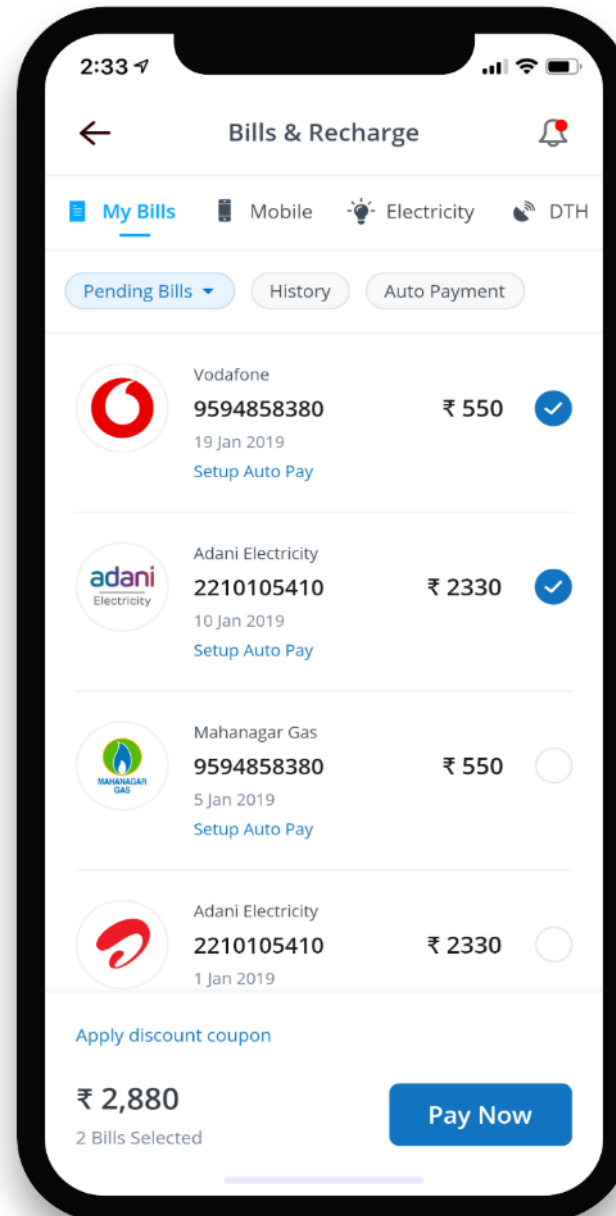 2:33
Bills & Recharge
My Bills Mobile Electricity DTH
Pending Bills History Auto Payment
Vodafone
9594858380 ₹ 550
19 Jan 2019
Setup Auto Pay
adani
Electricity
Adani Electricity
2210105410 ₹ 2330
10 Jan 2019
Setup Auto Pay
MAHANAGAR
GAS
Mahanagar Gas
9594858380 ₹ 550
5 Jan 2019
Setup Auto Pay
Adani Electricity
2210105410 ₹ 2330
1 Jan 2019
Apply discount coupon
₹ 2,880
2 Bills Selected
Pay Now